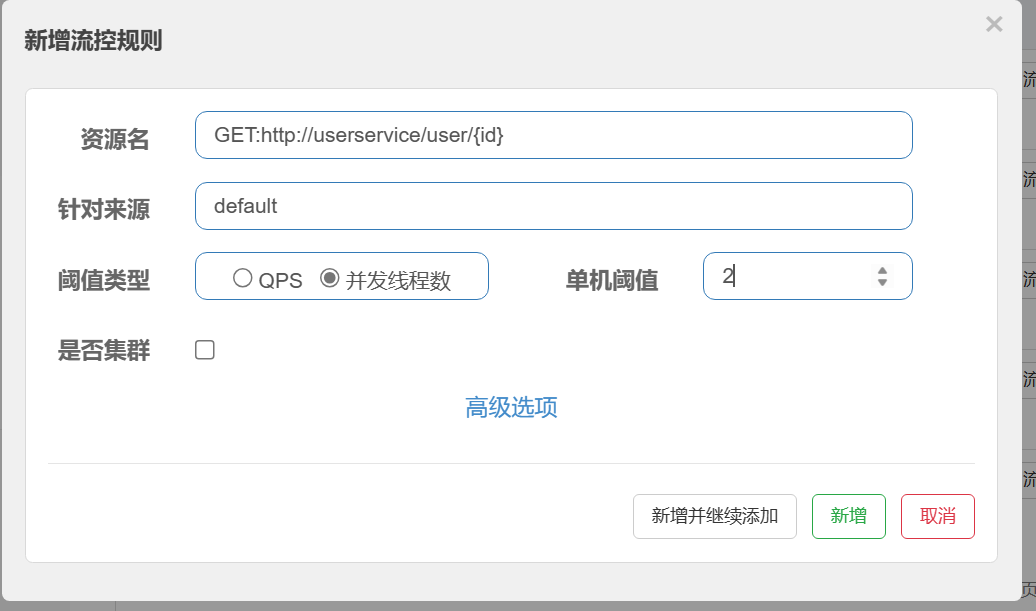 新增流控规则
×
流
资源名 GET:http://userservice/user/{id}
流
针对来源 default
阈值类型 QPS 并发线程数 单机阈值 2
流
是否集群
流
高级选项
流
新增并继续添加 新增 取消
页